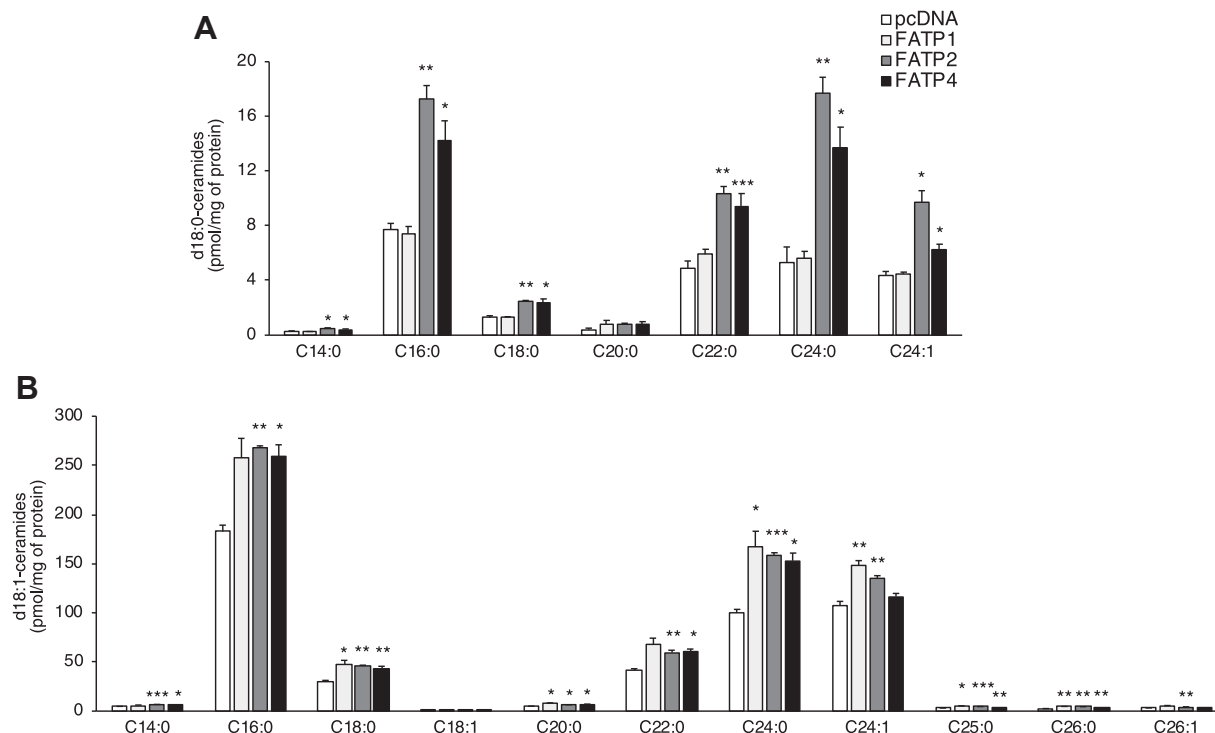 A
pcDNA
FATP1
FATP2
FATP4
d18:0-ceramides
(pmol/mg of protein)
20
16
12
8
4
0
* *
** *
** *
** ***
** *
* *
C14:0 C16:0 C18:0 C20:0 C22:0 C24:0 C24:1
B
d18:1-ceramides
(pmol/mg of protein)
300
250
200
150
100
50
0
*** *
** *
* ** **
* * *
** *
* *** *
** **
* *** **
** ** **
**
C14:0 C16:0 C18:0 C18:1 C20:0 C22:0 C24:0 C24:1 C25:0 C26:0 C26:1